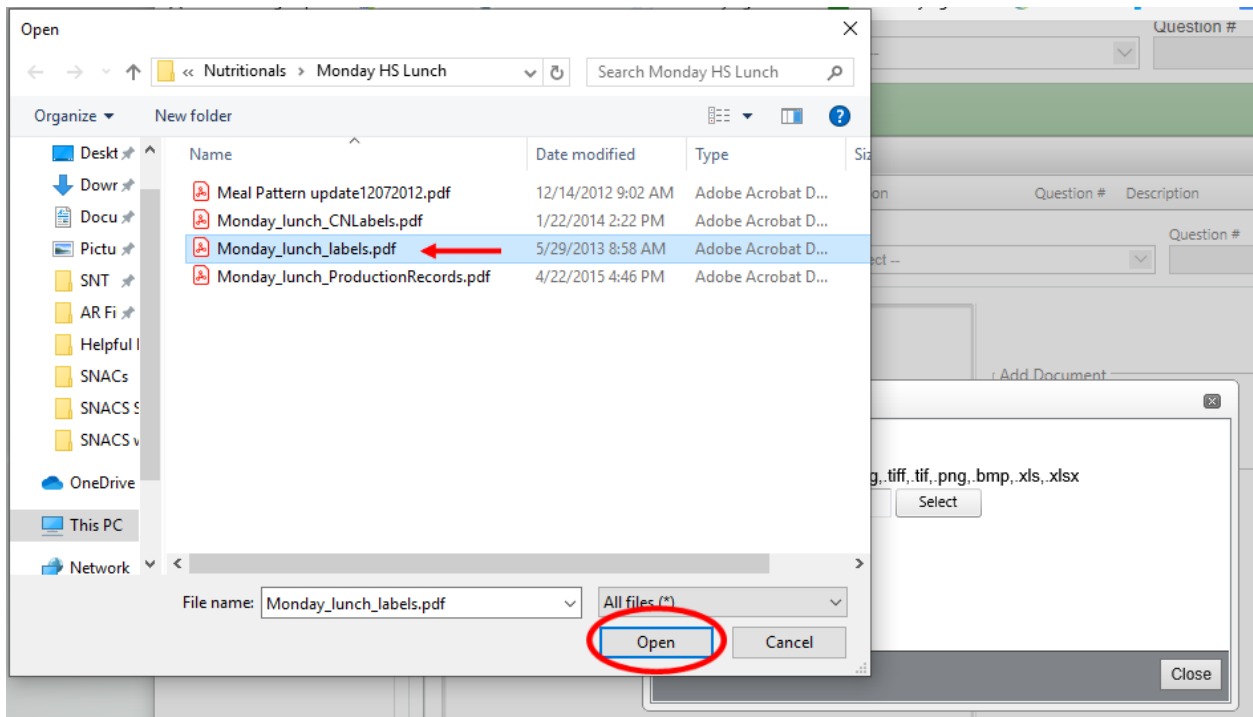 Open
Question #
« Nutritionals > Monday HS Lunch
Search Monday HS Lunch
Organize
New folder
Name
Date modified
Type
Siz
Meal Pattern update12072012.pdf 12/14/2012 9:02 AM Adobe Acrobat D...
Monday_lunch_CNLabels.pdf 1/22/2014 2:22 PM Adobe Acrobat D...
Monday_lunch_labels.pdf 5/29/2013 8:58 AM Adobe Acrobat D...
Monday_lunch_ProductionRecords.pdf 4/22/2015 4:46 PM Adobe Acrobat D...
Deskt
Dowr
Docu
Pictu
SNT
AR Fi
Helpful
SNACs
SNACS S
SNACS v
OneDrive
This PC
Network
on
Question #
Description
Question #
ect --
Add Document
g,.tiff,.tif,.png,.bmp,.xls,.xlsx
Select
File name: Monday_lunch_labels.pdf
All files (*)
Open
Cancel
Close